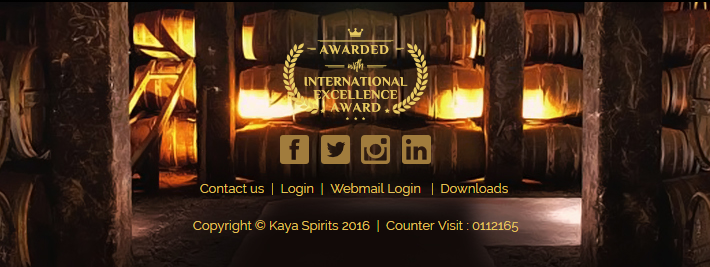 AWARDED
with
INTERNATIONAL
EXCELLENCE
AWARD
Contact us | Login | Webmail Login | Downloads
Copyright © Kaya Spirits 2016 | Counter Visit : 0112165